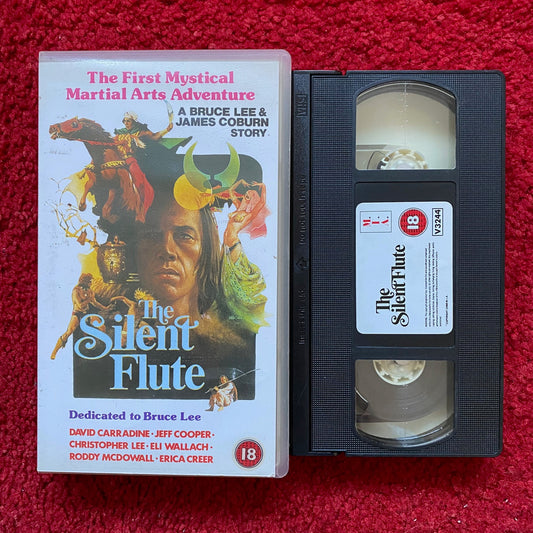 The First Mystical
Martial Arts Adventure
A BRUCE LEE &
JAMES COBURN
STORY
The
Silent
Flute
Dedicated to Bruce Lee
DAVID CARRADINE · JEFF COOPER ·
CHRISTOPHER LEE · ELI WALLACH ·
RODDY MCDOWALL · ERICA CREER
18
VHS
M.
I.A.
18
V3244
The
Silent Flute